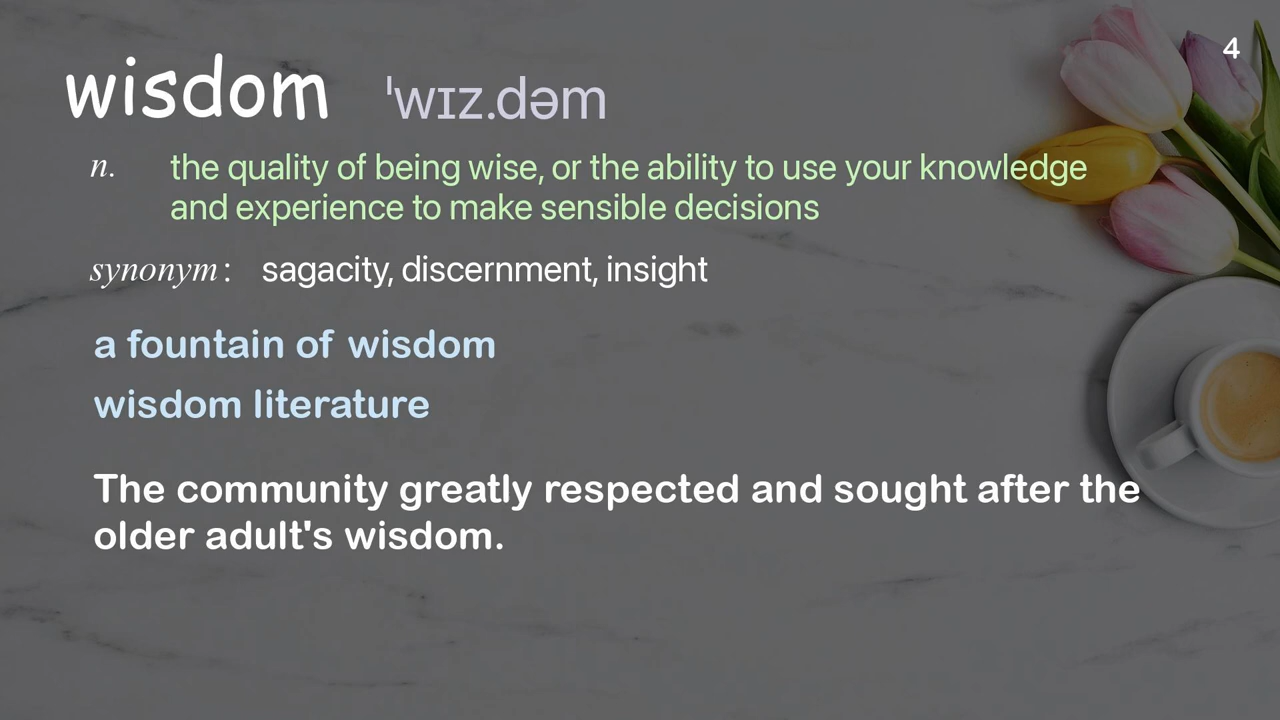 4
wisdom ˈwɪz.dəm
n. the quality of being wise, or the ability to use your knowledge
and experience to make sensible decisions
synonym: sagacity, discernment, insight
a fountain of wisdom
wisdom literature
The community greatly respected and sought after the
older adult's wisdom.